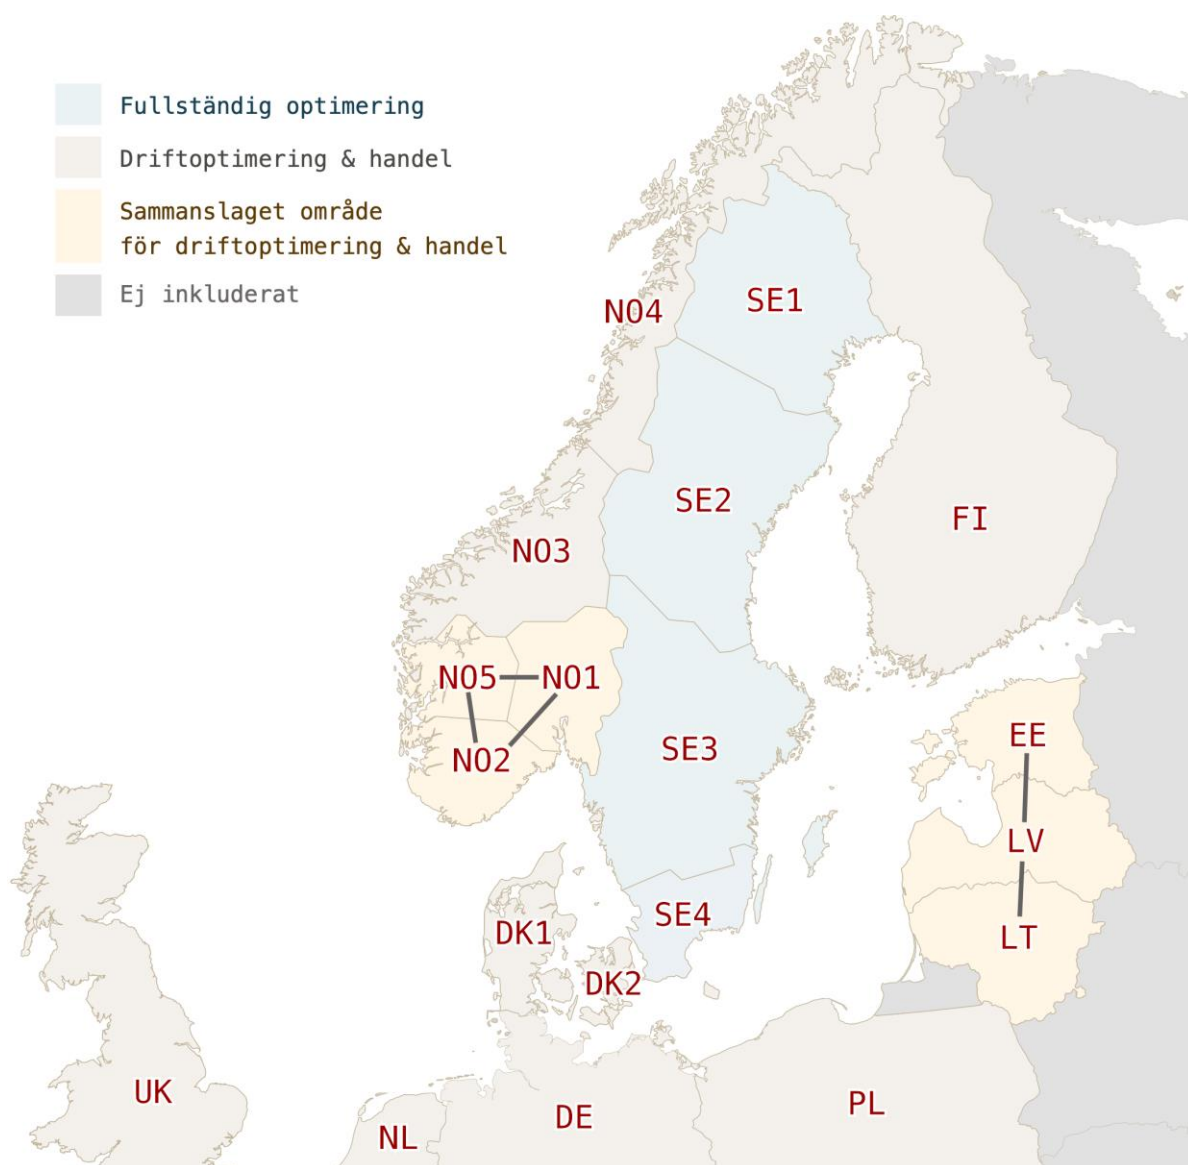 Fullständig optimering
Driftoptimering & handel
Sammanslaget område
för driftoptimering & handel
Ej inkluderat
NO4
SE1
SE2
FI
NO3
NO5
NO1
NO2
SE3
EE
LV
LT
SE4
DK1
DK2
UK
NL
DE
PL